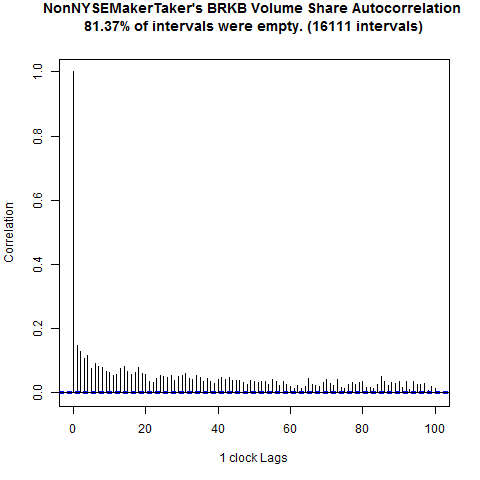 NonNYSEMakerTaker's BRKB Volume Share Autocorrelation
81.37% of intervals were empty. (16111 intervals)
1.0
0.8
0.6
0.4
0.2
0.0
Correlation
0 20 40 60 80 100
1 clock Lags